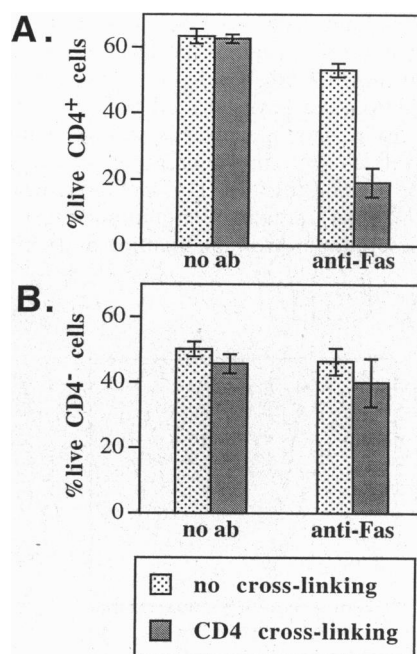 A.
%live CD4+ cells
60
40
20
0
no ab
anti-Fas
B.
%live CD4- cells
60
40
20
0
no ab
anti-Fas
no cross-linking
CD4 cross-linking